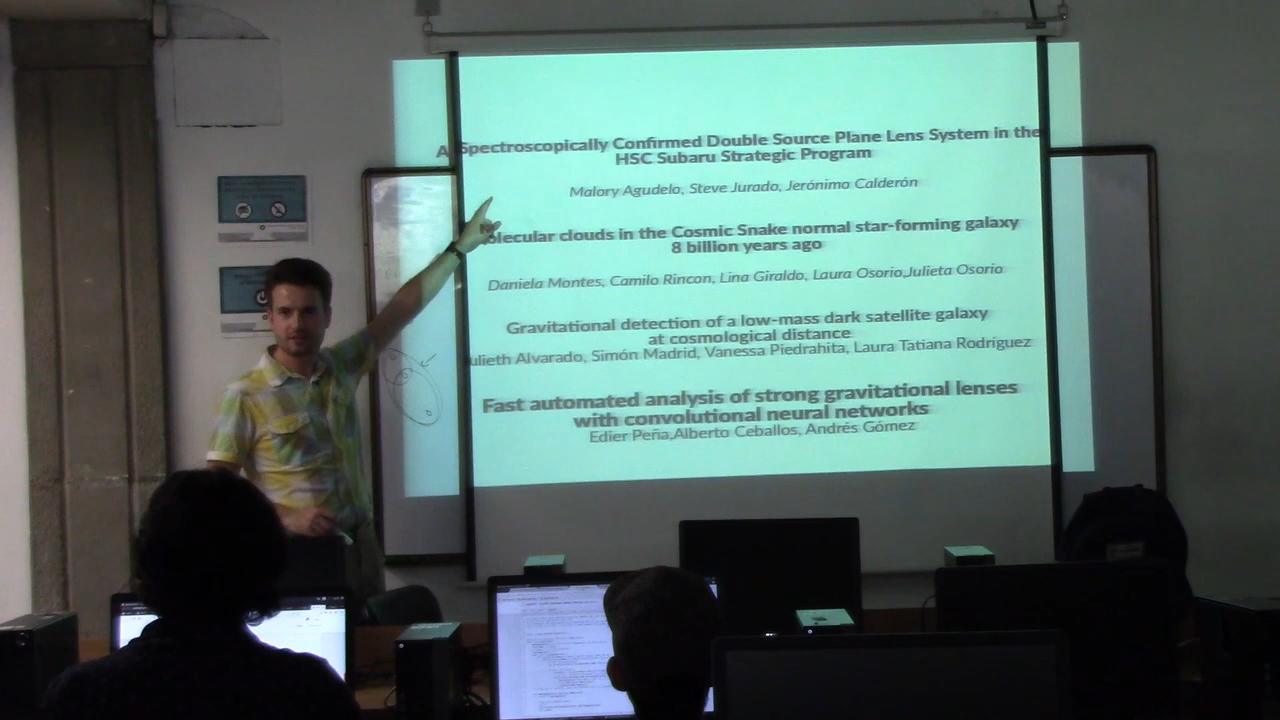 A Spectroscopically Confirmed Double Source Plane Lens System in the
HSC Subaru Strategic Program
Malory Agudelo, Steve Jurado, Jerónimo Calderón
Molecular clouds in the Cosmic Snake normal star-forming galaxy
8 billion years ago
Daniela Montes, Camilo Rincon, Lina Giraldo, Laura Osorio,Julieta Osorio
Gravitational detection of a low-mass dark satellite galaxy
at cosmological distance
Julieth Alvarado, Simón Madrid, Vanessa Piedrahita, Laura Tatiana Rodríguez
Fast automated analysis of strong gravitational lenses
with convolutional neural networks
Edier Peña,Alberto Ceballos, Andrés Gómez